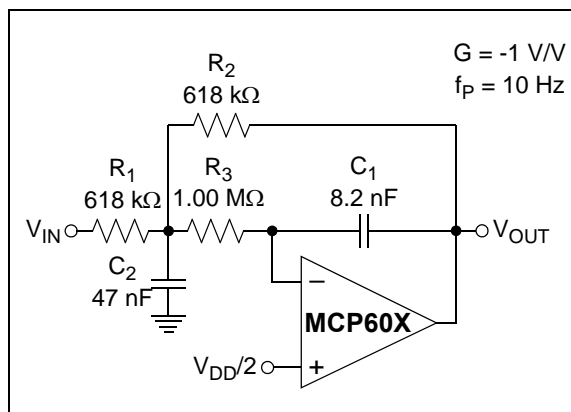 G = -1 V/V
f_P = 10 Hz
R_2
618 kΩ
R_1
618 kΩ
R_3
1.00 MΩ
C_1
8.2 nF
V_IN
V_OUT
C_2
47 nF
−
MCP60X
+
V_DD/2